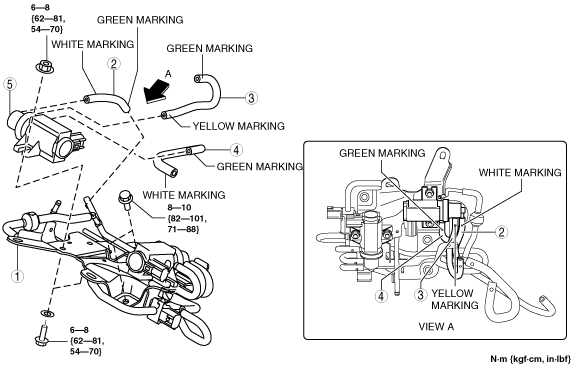 6—8
{62—81,
54—70}
GREEN MARKING
WHITE MARKING
2
A
GREEN MARKING
3
5
YELLOW MARKING
4
GREEN MARKING
WHITE MARKING
8—10
{82—101,
71—88}
1
6—8
{62—81,
54—70}
GREEN MARKING
WHITE MARKING
2
4
3
YELLOW
MARKING
VIEW A
N·m {kgf·cm, in·lbf}